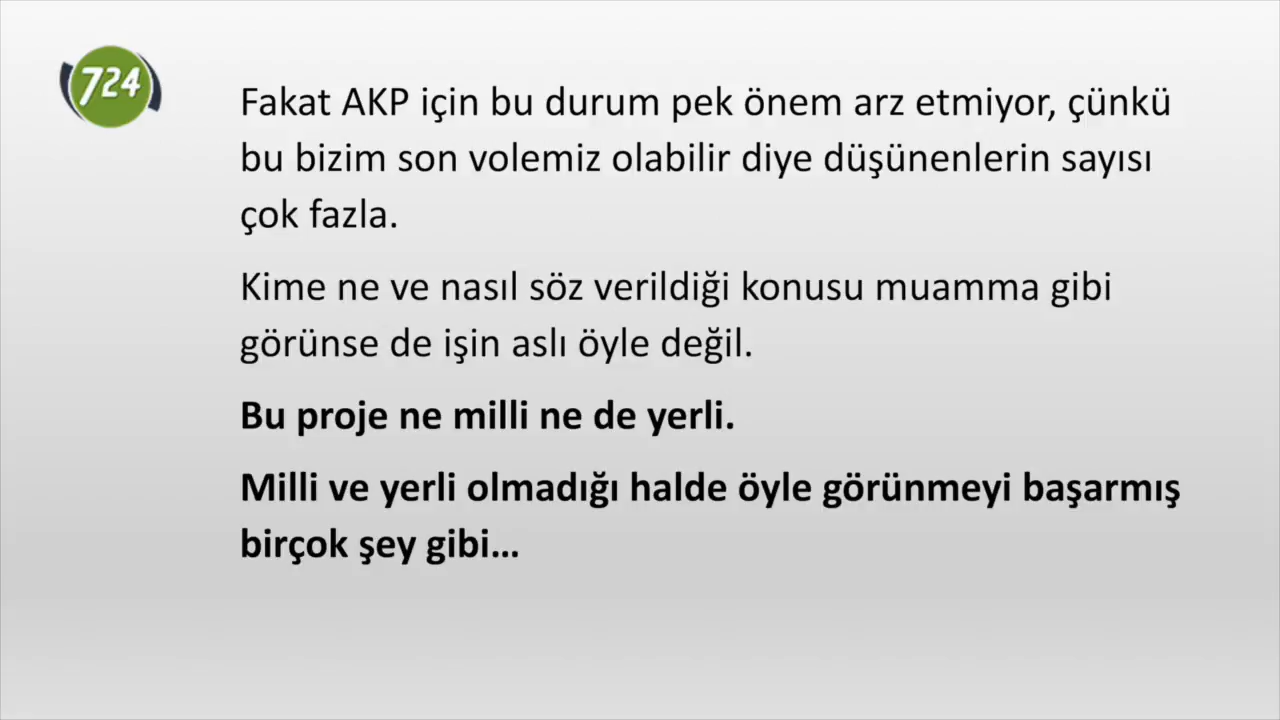 724
Fakat AKP için bu durum pek önem arz etmiyor, çünkü
bu bizim son volemiz olabilir diye düşünenlerin sayısı
çok fazla.
Kime ne ve nasıl söz verildiği konusu muamma gibi
görünse de işin aslı öyle değil.
Bu proje ne milli ne de yerli.
Milli ve yerli olmadığı halde öyle görünmeyi başarmış
birçok şey gibi…